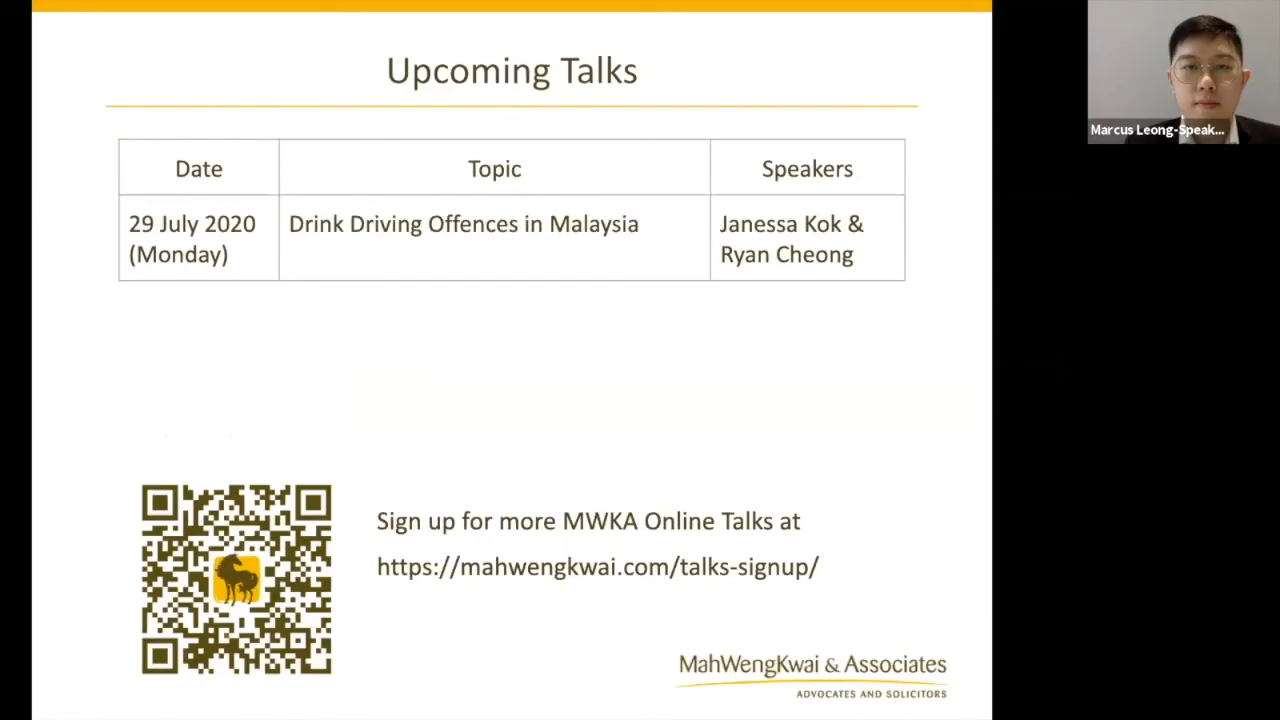 Upcoming Talks
Date Topic Speakers
29 July 2020 Drink Driving Offences in Malaysia Janessa Kok &
(Monday) Ryan Cheong
Sign up for more MWKA Online Talks at
https://mahwengkwai.com/talks-signup/
MahWengKwai & Associates
ADVOCATES AND SOLICITORS
Marcus Leong-Speak...